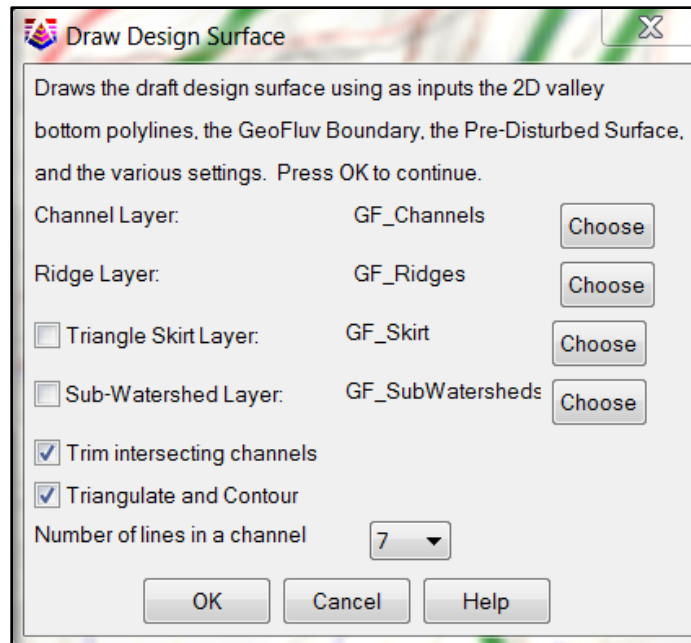 Draw Design Surface
Draws the draft design surface using as inputs the 2D valley
bottom polylines, the GeoFluv Boundary, the Pre-Disturbed Surface,
and the various settings. Press OK to continue.
Channel Layer: GF_Channels Choose
Ridge Layer: GF_Ridges Choose
Triangle Skirt Layer: GF_Skirt Choose
Sub-Watershed Layer: GF_SubWatersheds Choose
Trim intersecting channels
Triangulate and Contour
Number of lines in a channel 7
OK Cancel Help